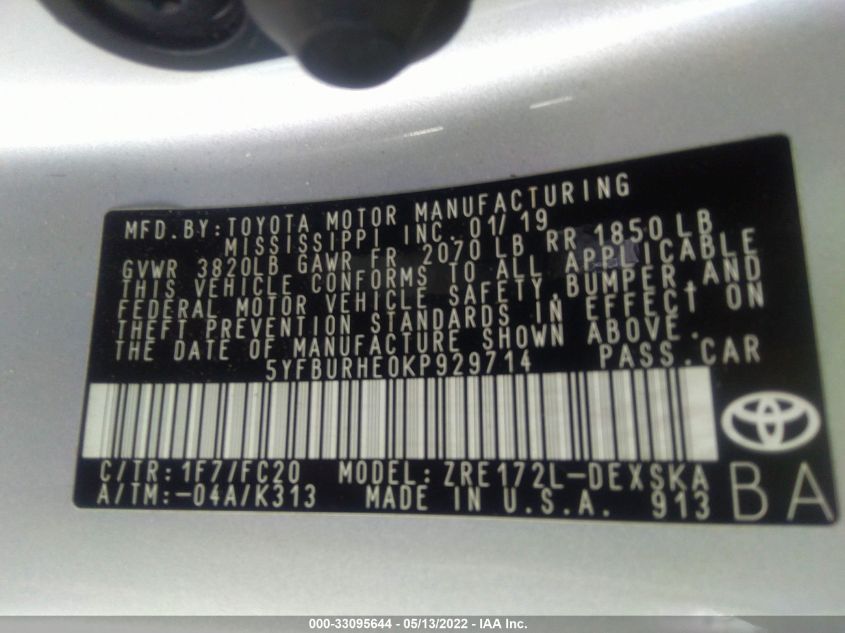 MFD.BY:TOYOTA MOTOR MANUFACTURING
MISSISSIPPI INC. 01/19
GVWR 3820LB GAWR FR 2070 LB RR 1850 LB
THIS VEHICLE CONFORMS TO ALL APPLICABLE
FEDERAL MOTOR VEHICLE SAFETY,BUMPER,AND
THEFT PREVENTION STANDARDS IN EFFECT ON
THE DATE OF MANUFACTURE SHOWN ABOVE.
5YFBURHE0KP929714 PASS.CAR
C/TR:1F7/FC20 MODEL:ZRE172L-DEXSKA
A/TM:-04A/K313 MADE IN U.S.A. 913 BA
000-33095644 - 05/13/2022 - IAA Inc.